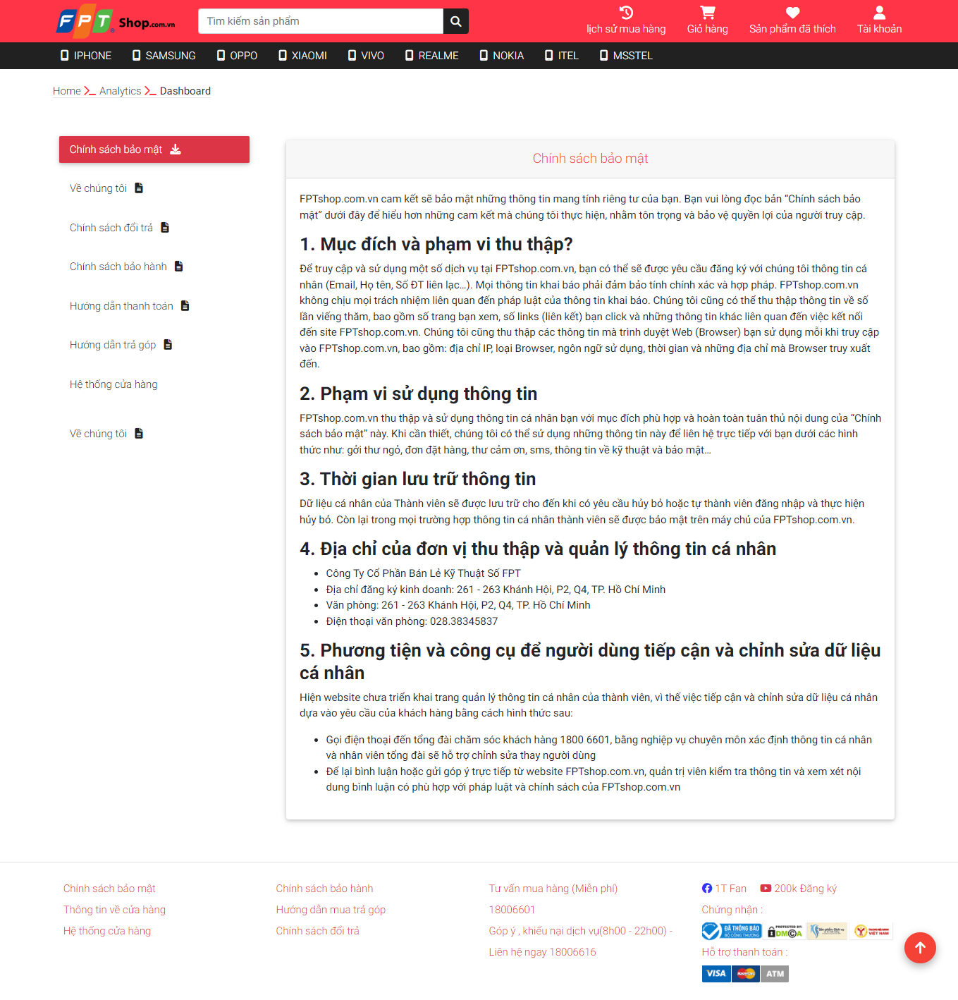 FPT Shop.com.vn
Tìm kiếm sản phẩm
lịch sử mua hàng
Giỏ hàng
Sản phẩm đã thích
Tài khoản
IPHONE
SAMSUNG
OPPO
XIAOMI
VIVO
REALME
NOKIA
ITEL
MSSTEL
Home Analytics Dashboard
Chính sách bảo mật
Về chúng tôi
Chính sách đổi trả
Chính sách bảo hành
Hướng dẫn thanh toán
Hướng dẫn trả góp
Hệ thống cửa hàng
Về chúng tôi
Chính sách bảo mật
FPTshop.com.vn cam kết sẽ bảo mật những thông tin mang tính riêng tư của bạn. Bạn vui lòng đọc bản “Chính sách bảo
mật” dưới đây để hiểu hơn những cam kết mà chúng tôi thực hiện, nhằm tôn trọng và bảo vệ quyền lợi của người truy cập.
1. Mục đích và phạm vi thu thập?
Để truy cập và sử dụng một số dịch vụ tại FPTshop.com.vn, bạn có thể sẽ được yêu cầu đăng ký với chúng tôi thông tin cá
nhân (Email, Họ tên, Số ĐT liên lạc…). Mọi thông tin khai báo phải đảm bảo tính chính xác và hợp pháp. FPTshop.com.vn
không chịu mọi trách nhiệm liên quan đến pháp luật của thông tin khai báo. Chúng tôi cũng có thể thu thập thông tin về số
lần viếng thăm, bao gồm số trang bạn xem, số links (liên kết) bạn click và những thông tin khác liên quan đến việc kết nối
đến site FPTshop.com.vn. Chúng tôi cũng thu thập các thông tin mà trình duyệt Web (Browser) bạn sử dụng mỗi khi truy cập
vào FPTshop.com.vn, bao gồm: địa chỉ IP, loại Browser, ngôn ngữ sử dụng, thời gian và những địa chỉ mà Browser truy xuất
đến.
2. Phạm vi sử dụng thông tin
FPTshop.com.vn thu thập và sử dụng thông tin cá nhân bạn với mục đích phù hợp và hoàn toàn tuân thủ nội dung của “Chính
sách bảo mật” này. Khi cần thiết, chúng tôi có thể sử dụng những thông tin này để liên hệ trực tiếp với bạn dưới các hình
thức như: gởi thư ngỏ, đơn đặt hàng, thư cảm ơn, sms, thông tin về kỹ thuật và bảo mật…
3. Thời gian lưu trữ thông tin
Dữ liệu cá nhân của Thành viên sẽ được lưu trữ cho đến khi có yêu cầu hủy bỏ hoặc tự thành viên đăng nhập và thực hiện
hủy bỏ. Còn lại trong mọi trường hợp thông tin cá nhân thành viên sẽ được bảo mật trên máy chủ của FPTshop.com.vn.
4. Địa chỉ của đơn vị thu thập và quản lý thông tin cá nhân
Công Ty Cổ Phần Bán Lẻ Kỹ Thuật Số FPT
Địa chỉ đăng ký kinh doanh: 261 - 263 Khánh Hội, P2, Q4, TP. Hồ Chí Minh
Văn phòng: 261 - 263 Khánh Hội, P2, Q4, TP. Hồ Chí Minh
Điện thoại văn phòng: 028.38345837
5. Phương tiện và công cụ để người dùng tiếp cận và chỉnh sửa dữ liệu
cá nhân
Hiện website chưa triển khai trang quản lý thông tin cá nhân của thành viên, vì thế việc tiếp cận và chỉnh sửa dữ liệu cá nhân
dựa vào yêu cầu của khách hàng bằng cách hình thức sau:
Gọi điện thoại đến tổng đài chăm sóc khách hàng 1800 6601, bằng nghiệp vụ chuyên môn xác định thông tin cá nhân
và nhân viên tổng đài sẽ hỗ trợ chỉnh sửa thay người dùng
Để lại bình luận hoặc gửi góp ý trực tiếp từ website FPTshop.com.vn, quản trị viên kiểm tra thông tin và xem xét nội
dung bình luận có phù hợp với pháp luật và chính sách của FPTshop.com.vn
Chính sách bảo mật
Thông tin về cửa hàng
Hệ thống cửa hàng
Chính sách bảo hành
Hướng dẫn mua trả góp
Chính sách đổi trả
Tư vấn mua hàng (Miễn phí)
18006601
Góp ý , khiếu nại dịch vụ(8h00 - 22h00) -
Liên hệ ngay 18006616
1T Fan 200k Đăng ký
Chứng nhận :
ĐÃ THÔNG BÁO
BỘ CÔNG THƯƠNG
PROTECTED BY:
DMCA
VIỆT NAM
Hỗ trợ thanh toán :
VISA MasterCard ATM